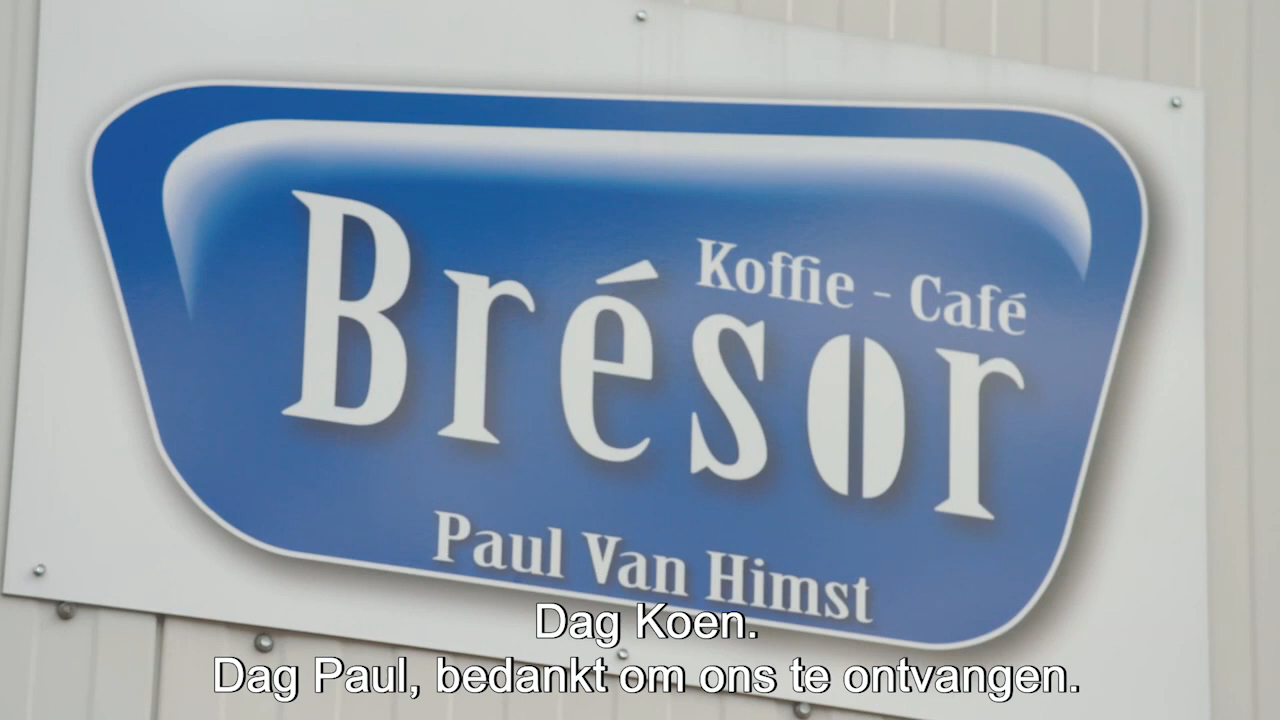 Koffie - Café
Brésor
Paul Van Himst
Dag Koen.
Dag Paul, bedankt om ons te ontvangen.